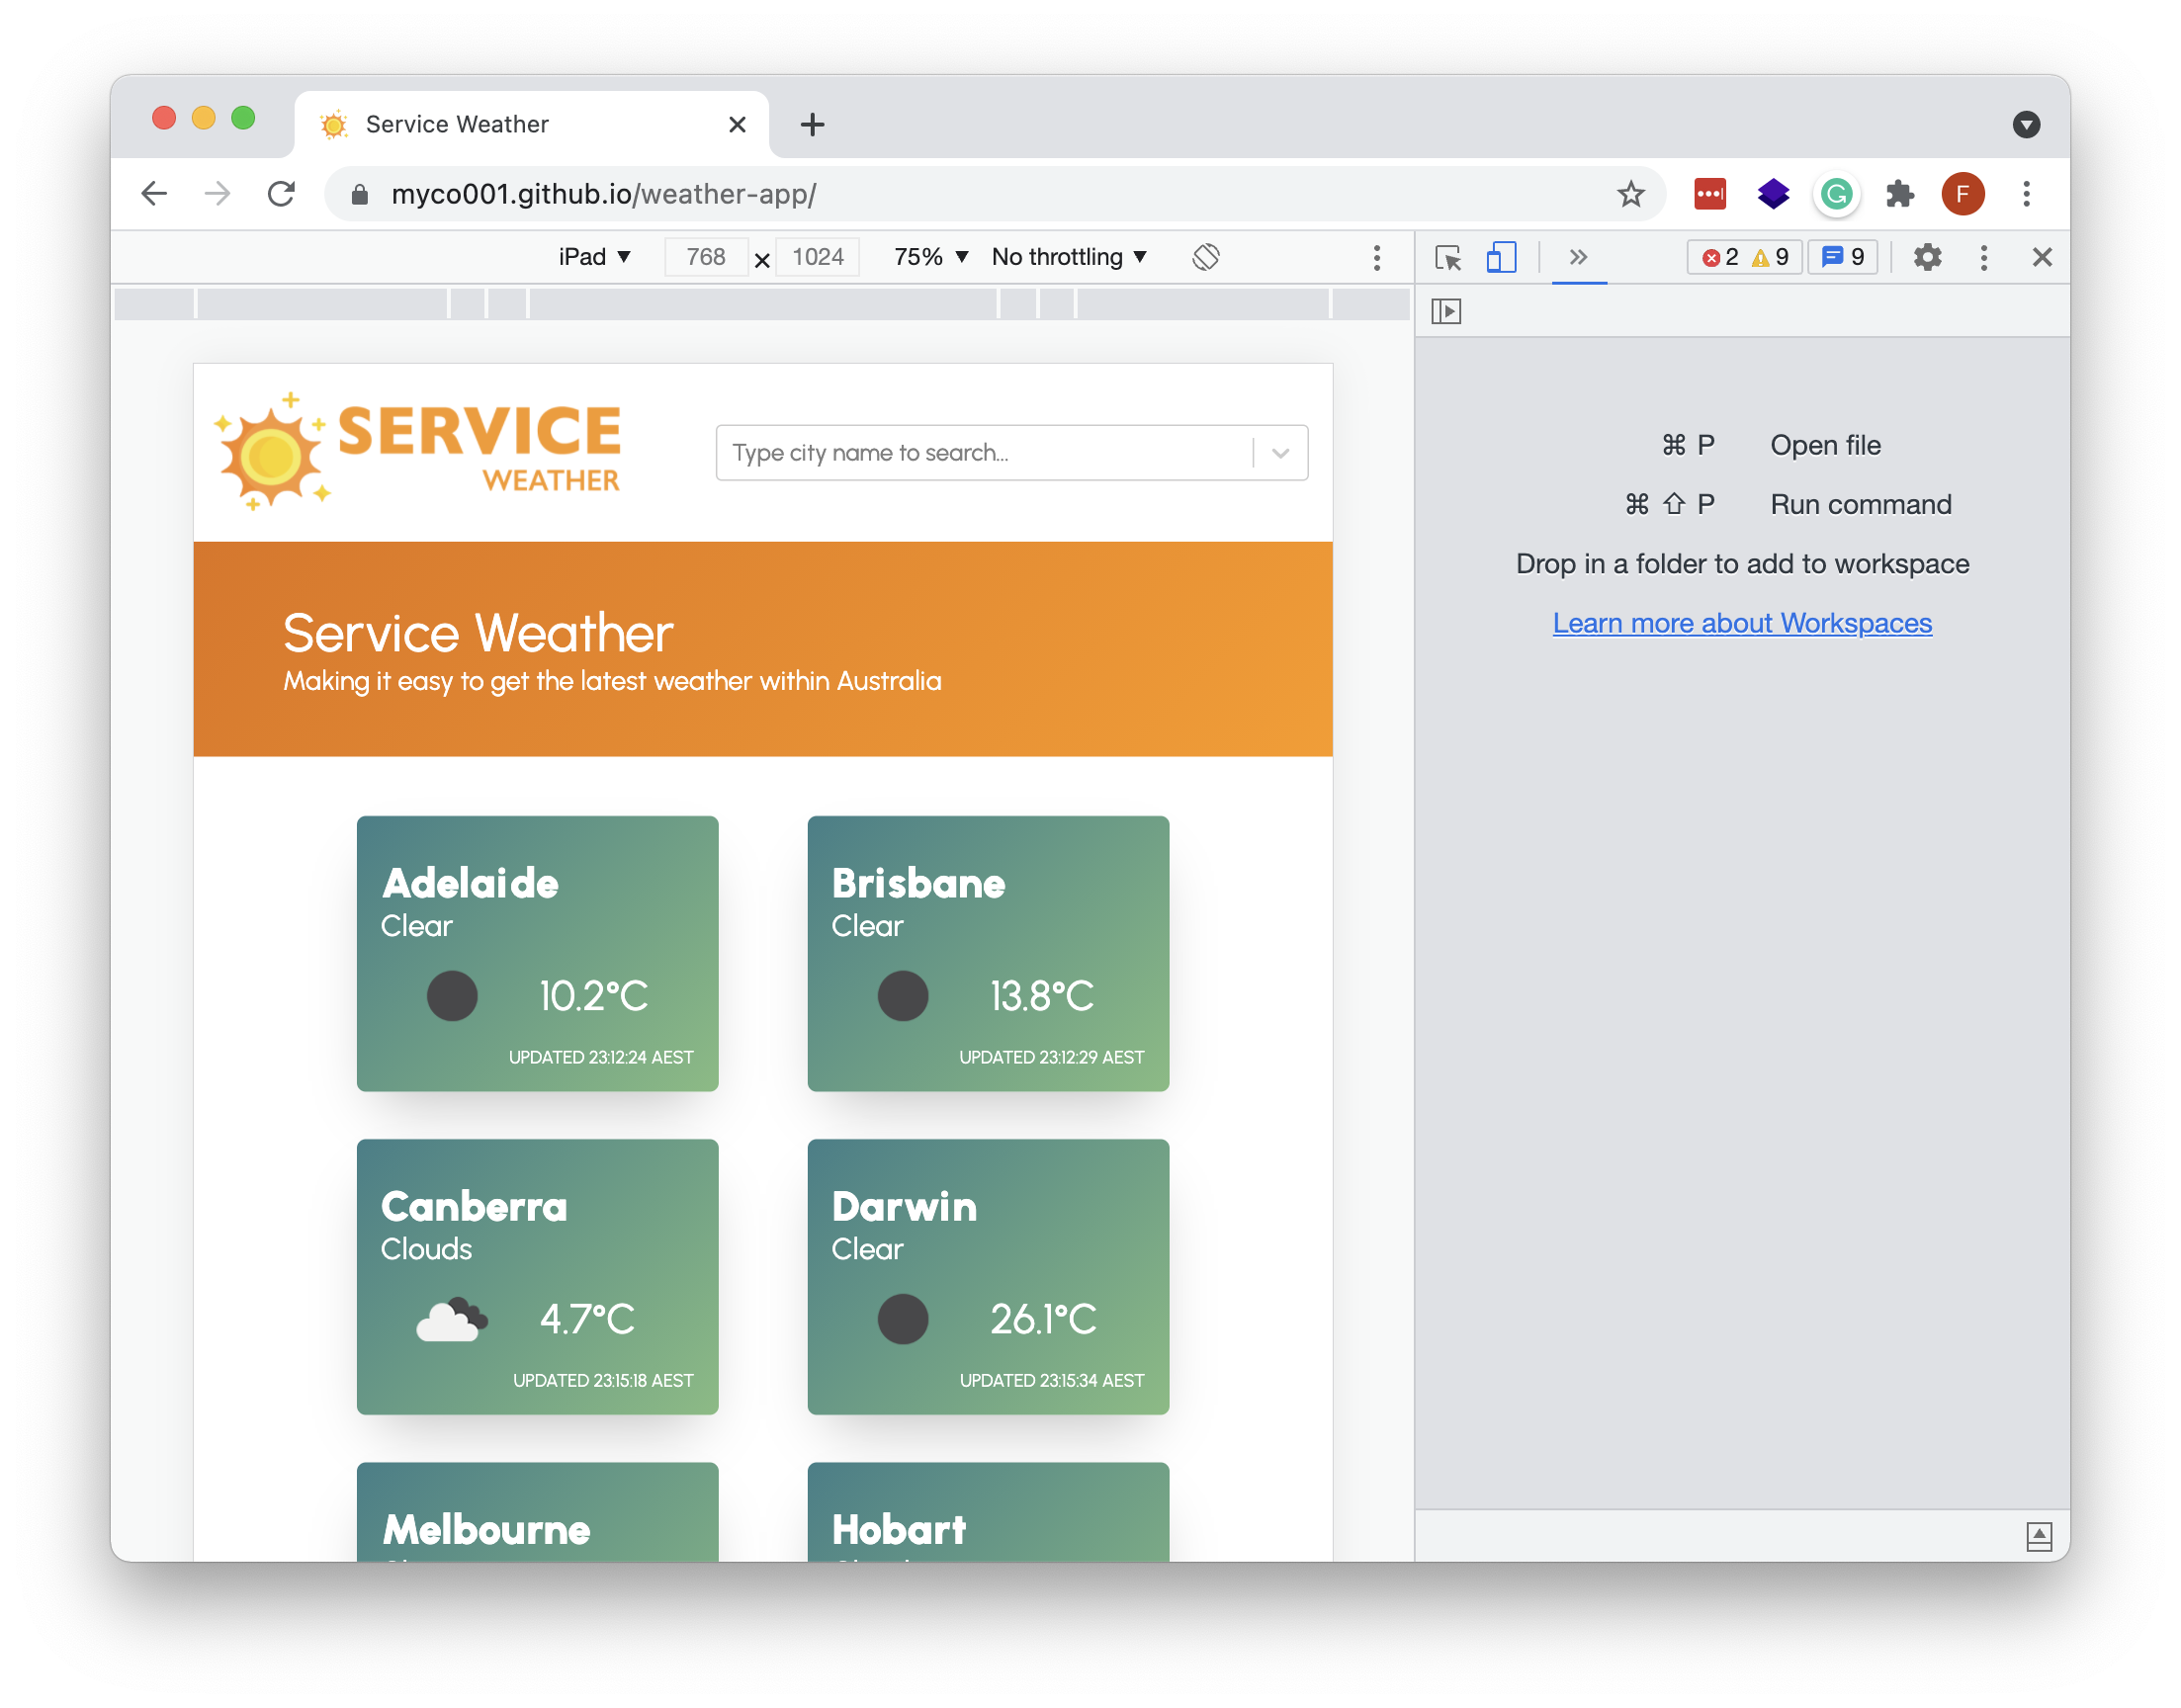 Service Weather
myco001.github.io/weather-app/
F
iPad ▼ 768 × 1024 75% ▼ No throttling ▼
2 9 9
SERVICE
WEATHER
Type city name to search...
Service Weather
Making it easy to get the latest weather within Australia
Adelaide
Clear
10.2°C
UPDATED 23:12:24 AEST
Brisbane
Clear
13.8°C
UPDATED 23:12:29 AEST
Canberra
Clouds
4.7°C
UPDATED 23:15:18 AEST
Darwin
Clear
26.1°C
UPDATED 23:15:34 AEST
Melbourne
Hobart
⌘ P Open file
⌘ ⇧ P Run command
Drop in a folder to add to workspace
Learn more about Workspaces